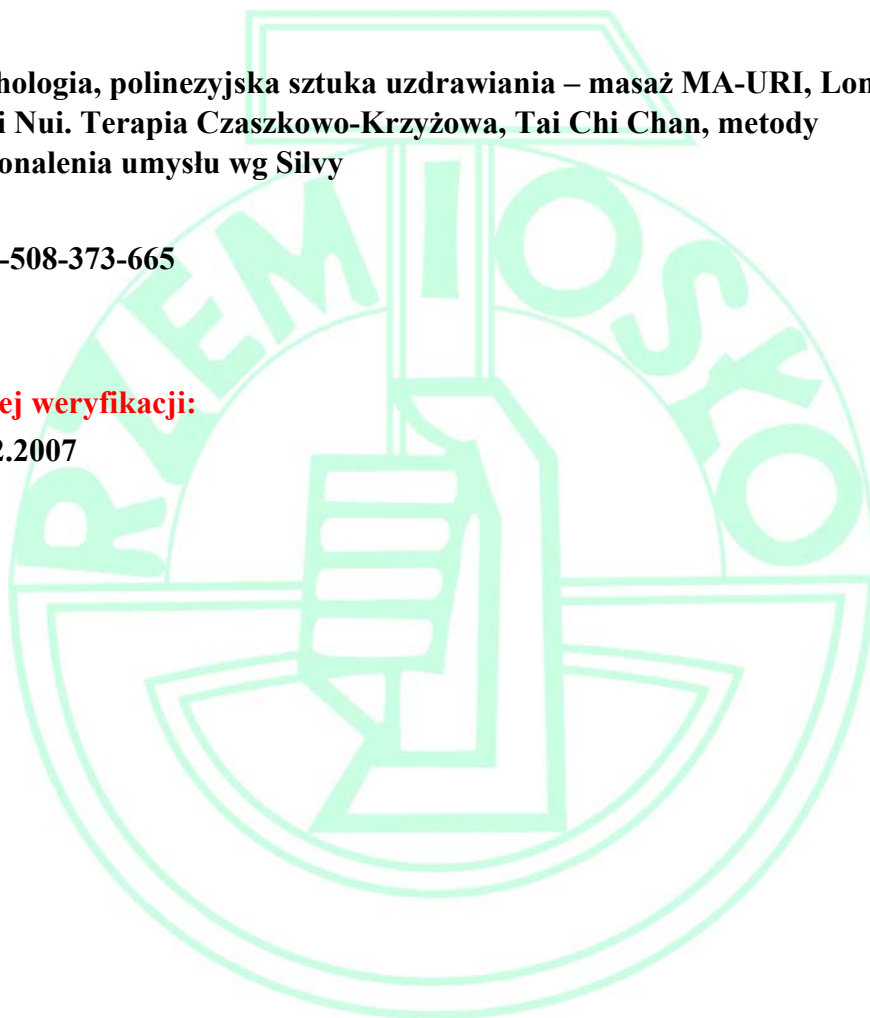 hologia, polinezyjska sztuka uzdrawiania – masaż MA-URI, Lon
i Nui. Terapia Czaszkowo-Krzyżowa, Tai Chi Chan, metody
onalenia umysłu wg Silvy
-508-373-665
ej weryfikacji:
2.2007
RZEMIOSŁO